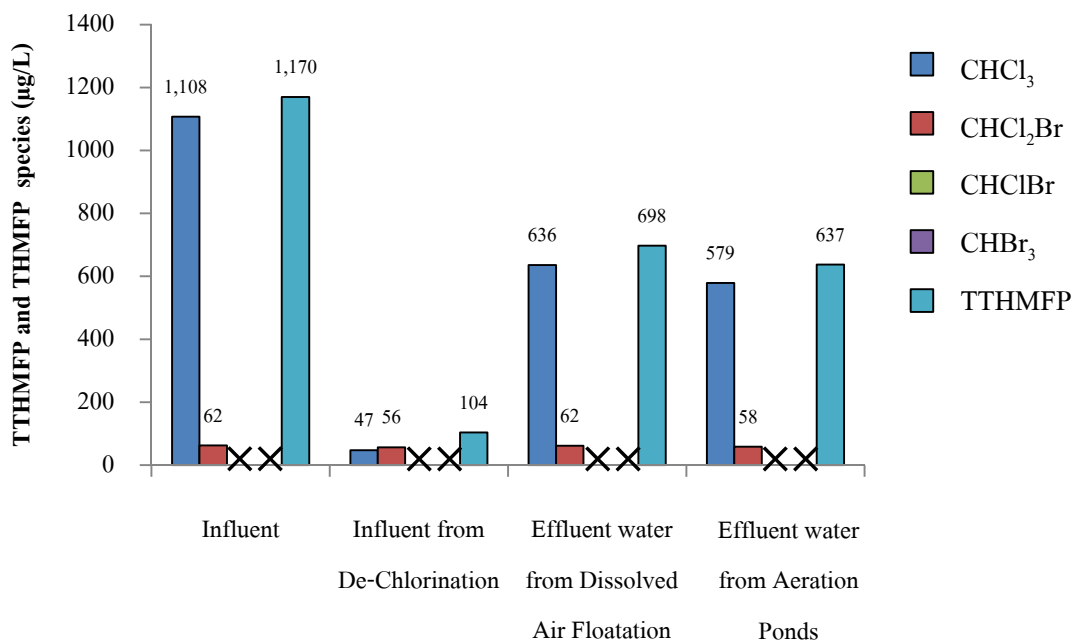 TTHMFP and THMFP species (µg/L)
1400
1200
1000
800
600
400
200
0
1,108
62
1,170
47
56
104
636
62
698
579
58
637
Influent
Influent from
De-Chlorination
Effluent water
from Dissolved
Air Floatation
Effluent water
from Aeration
Ponds
CHCl₃
CHCl₂Br
CHClBr
CHBr₃
TTHMFP